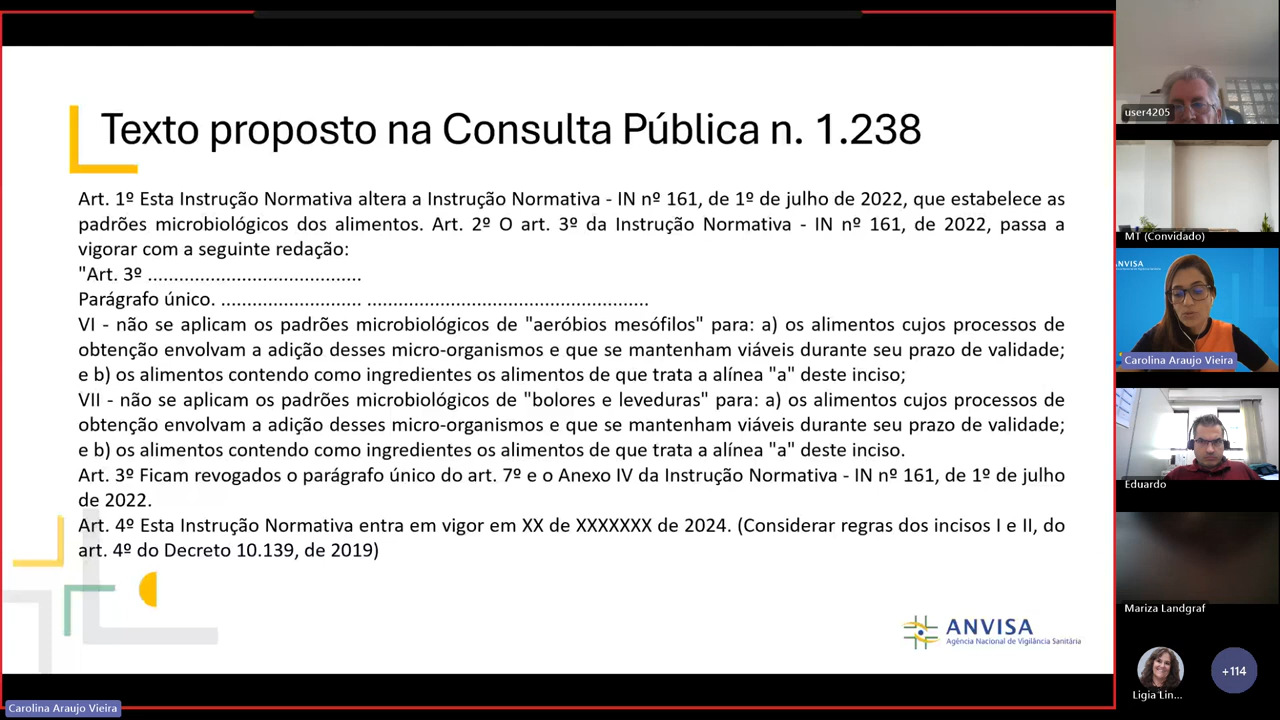 Texto proposto na Consulta Pública n. 1.238
Art. 1º Esta Instrução Normativa altera a Instrução Normativa - IN nº 161, de 1º de julho de 2022, que estabelece as
padrões microbiológicos dos alimentos. Art. 2º O art. 3º da Instrução Normativa - IN nº 161, de 2022, passa a
vigorar com a seguinte redação:
"Art. 3º .........................................
Parágrafo único. ........................... ......................................................
VI - não se aplicam os padrões microbiológicos de "aeróbios mesófilos" para: a) os alimentos cujos processos de
obtenção envolvam a adição desses micro-organismos e que se mantenham viáveis durante seu prazo de validade;
e b) os alimentos contendo como ingredientes os alimentos de que trata a alínea "a" deste inciso;
VII - não se aplicam os padrões microbiológicos de "bolores e leveduras" para: a) os alimentos cujos processos de
obtenção envolvam a adição desses micro-organismos e que se mantenham viáveis durante seu prazo de validade;
e b) os alimentos contendo como ingredientes os alimentos de que trata a alínea "a" deste inciso.
Art. 3º Ficam revogados o parágrafo único do art. 7º e o Anexo IV da Instrução Normativa - IN nº 161, de 1º de julho
de 2022.
Art. 4º Esta Instrução Normativa entra em vigor em XX de XXXXXXX de 2024. (Considerar regras dos incisos I e II, do
art. 4º do Decreto 10.139, de 2019)
ANVISA
Agência Nacional de Vigilância Sanitária
Carolina Araujo Vieira
user4205
MT (Convidado)
ANVISA
Carolina Araujo Vieira
Eduardo
Mariza Landgraf
Ligia Lin...
+114